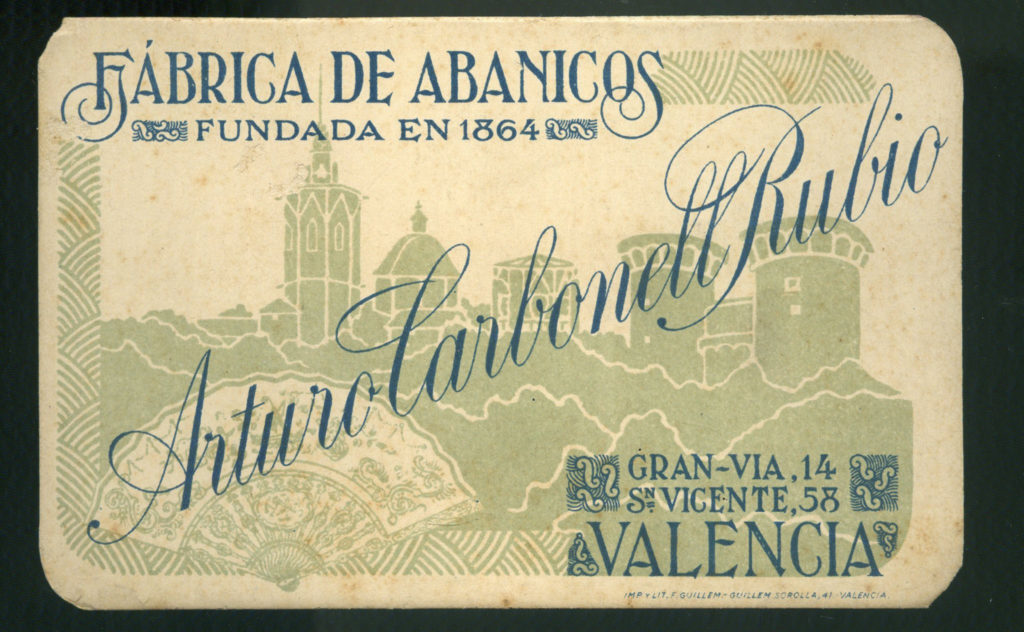 FÁBRICA DE ABANICOS
FUNDADA EN 1864
Arturo Carbonell Rubio
GRAN-VIA, 14
SN. VICENTE, 58
VALENCIA
IMP. Y LIT. F. GUILLEM.- GUILLEM SOROLLA, 41 - VALENCIA.